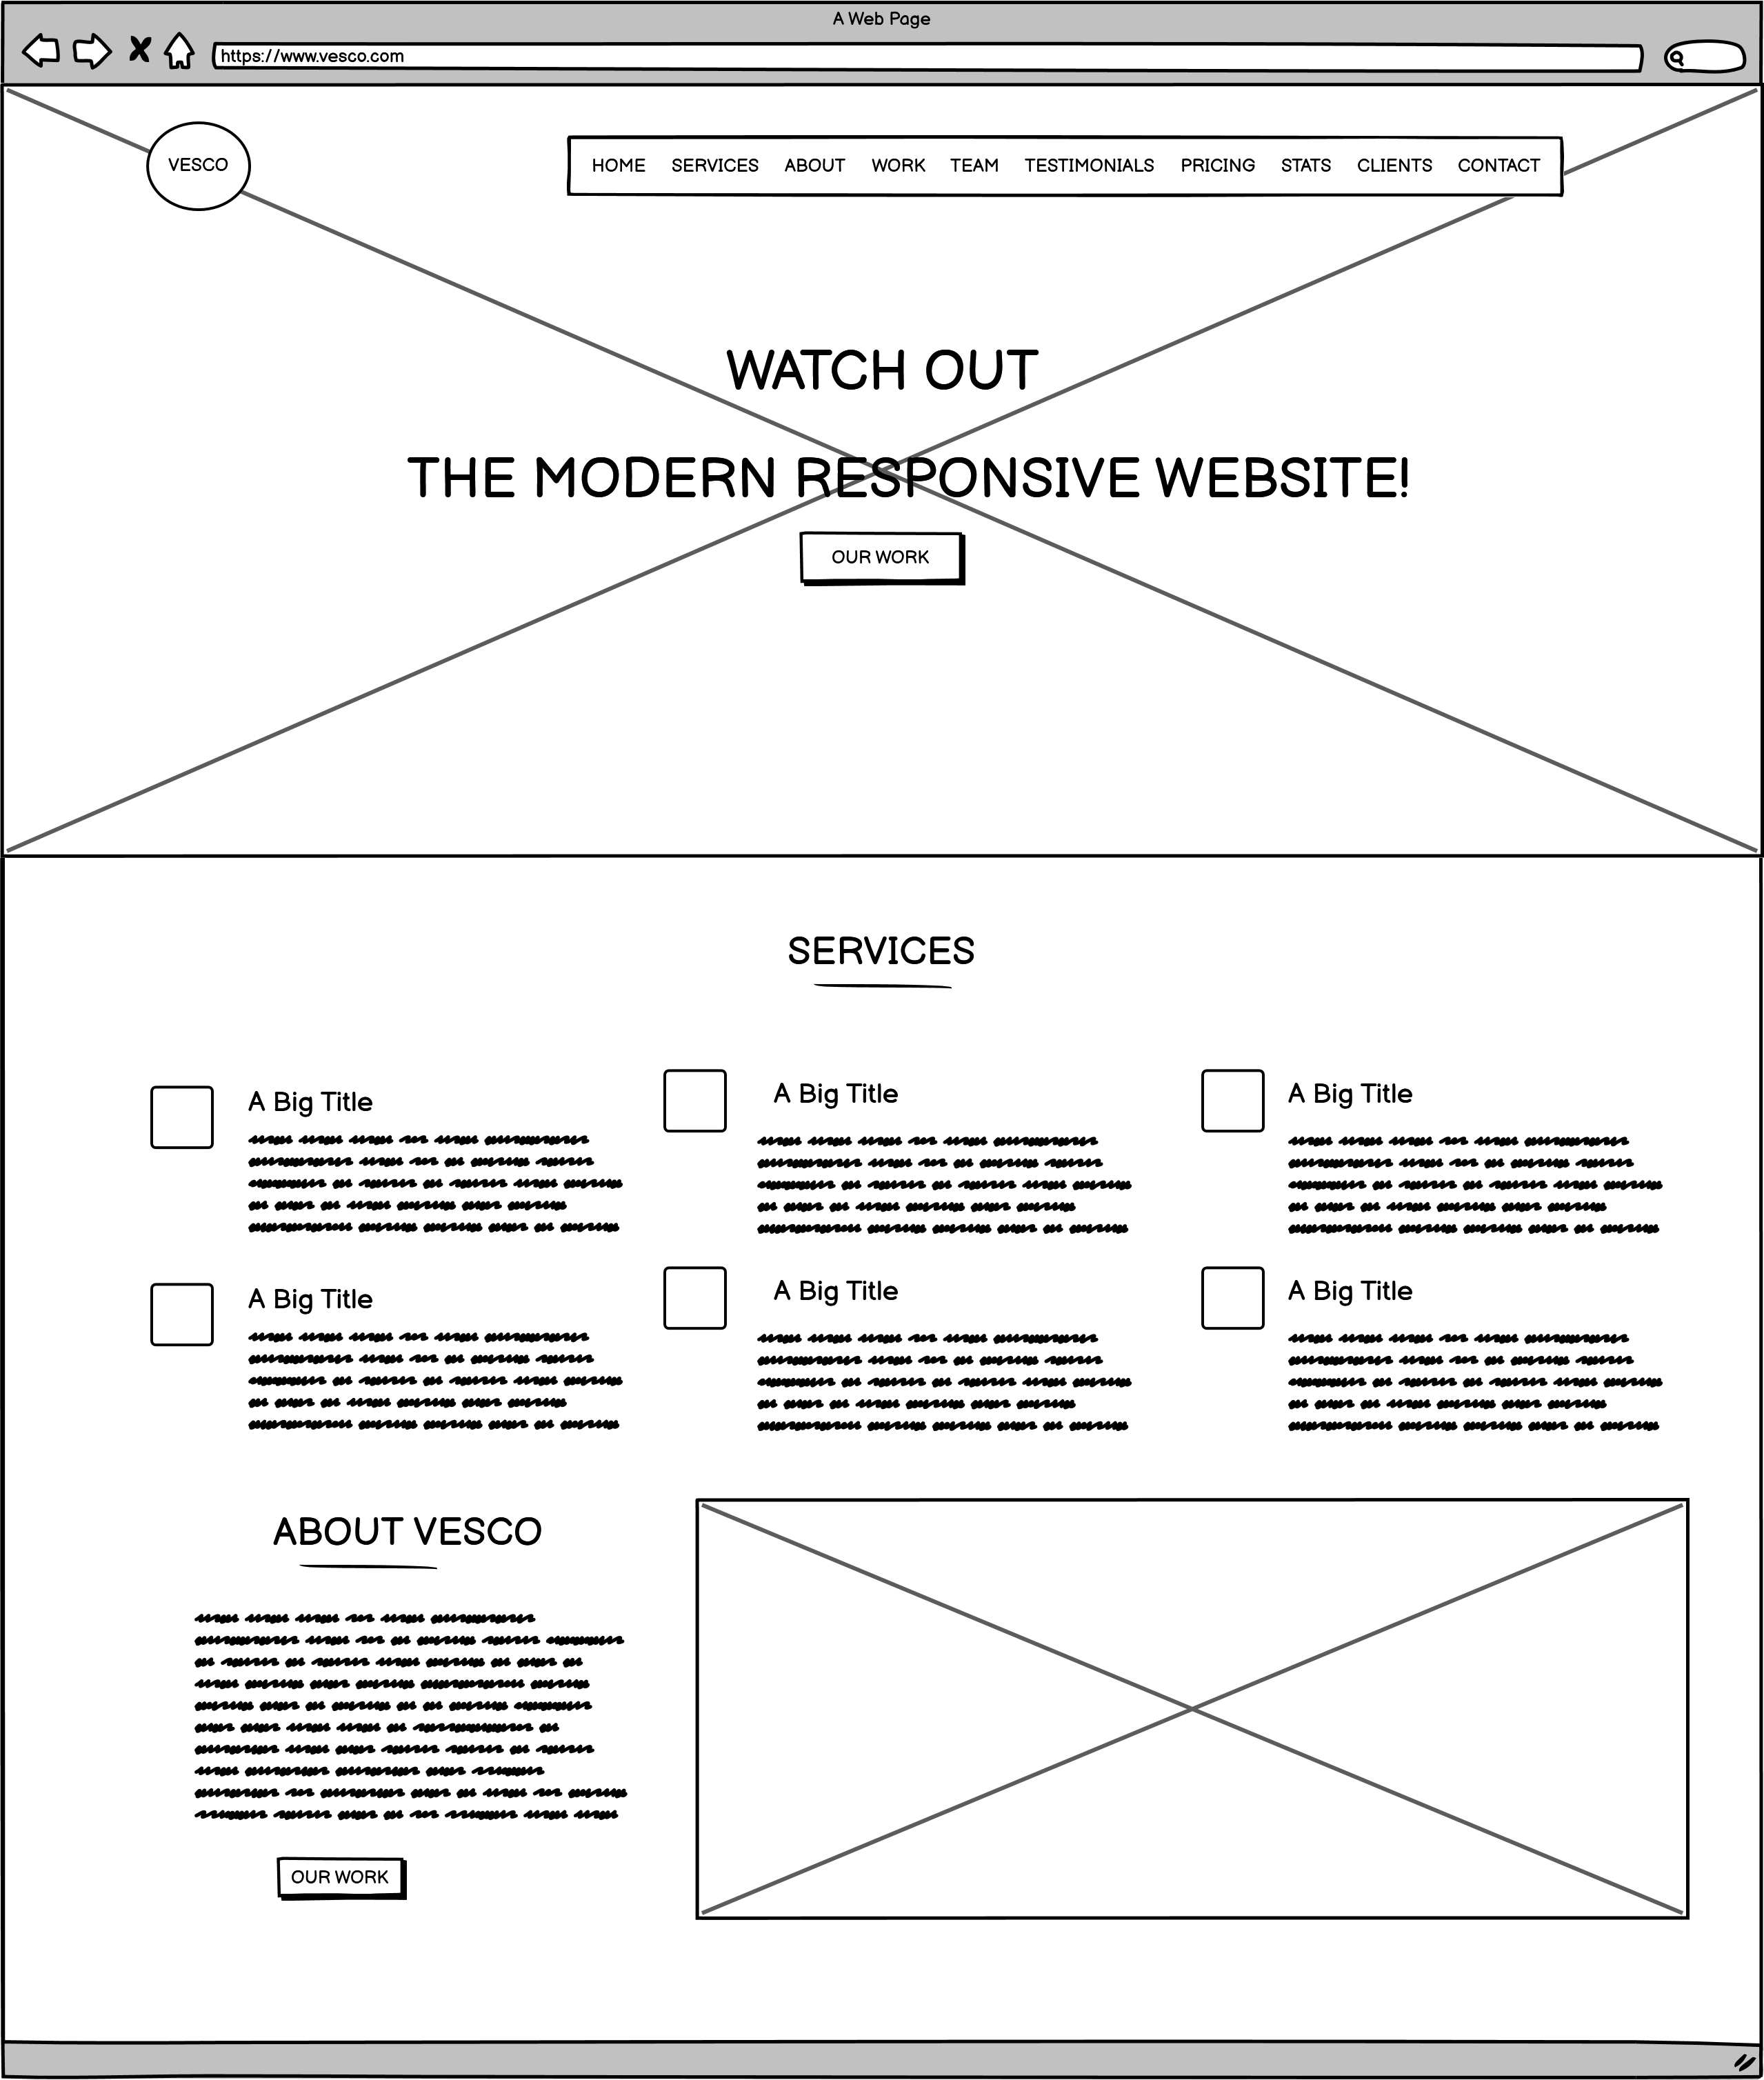 A Web Page
https://www.vesco.com
VESCO
HOME SERVICES ABOUT WORK TEAM TESTIMONIALS PRICING STATS CLIENTS CONTACT
WATCH OUT
THE MODERN RESPONSIVE WEBSITE!
OUR WORK
SERVICES
A Big Title
A Big Title
A Big Title
A Big Title
A Big Title
A Big Title
ABOUT VESCO
OUR WORK